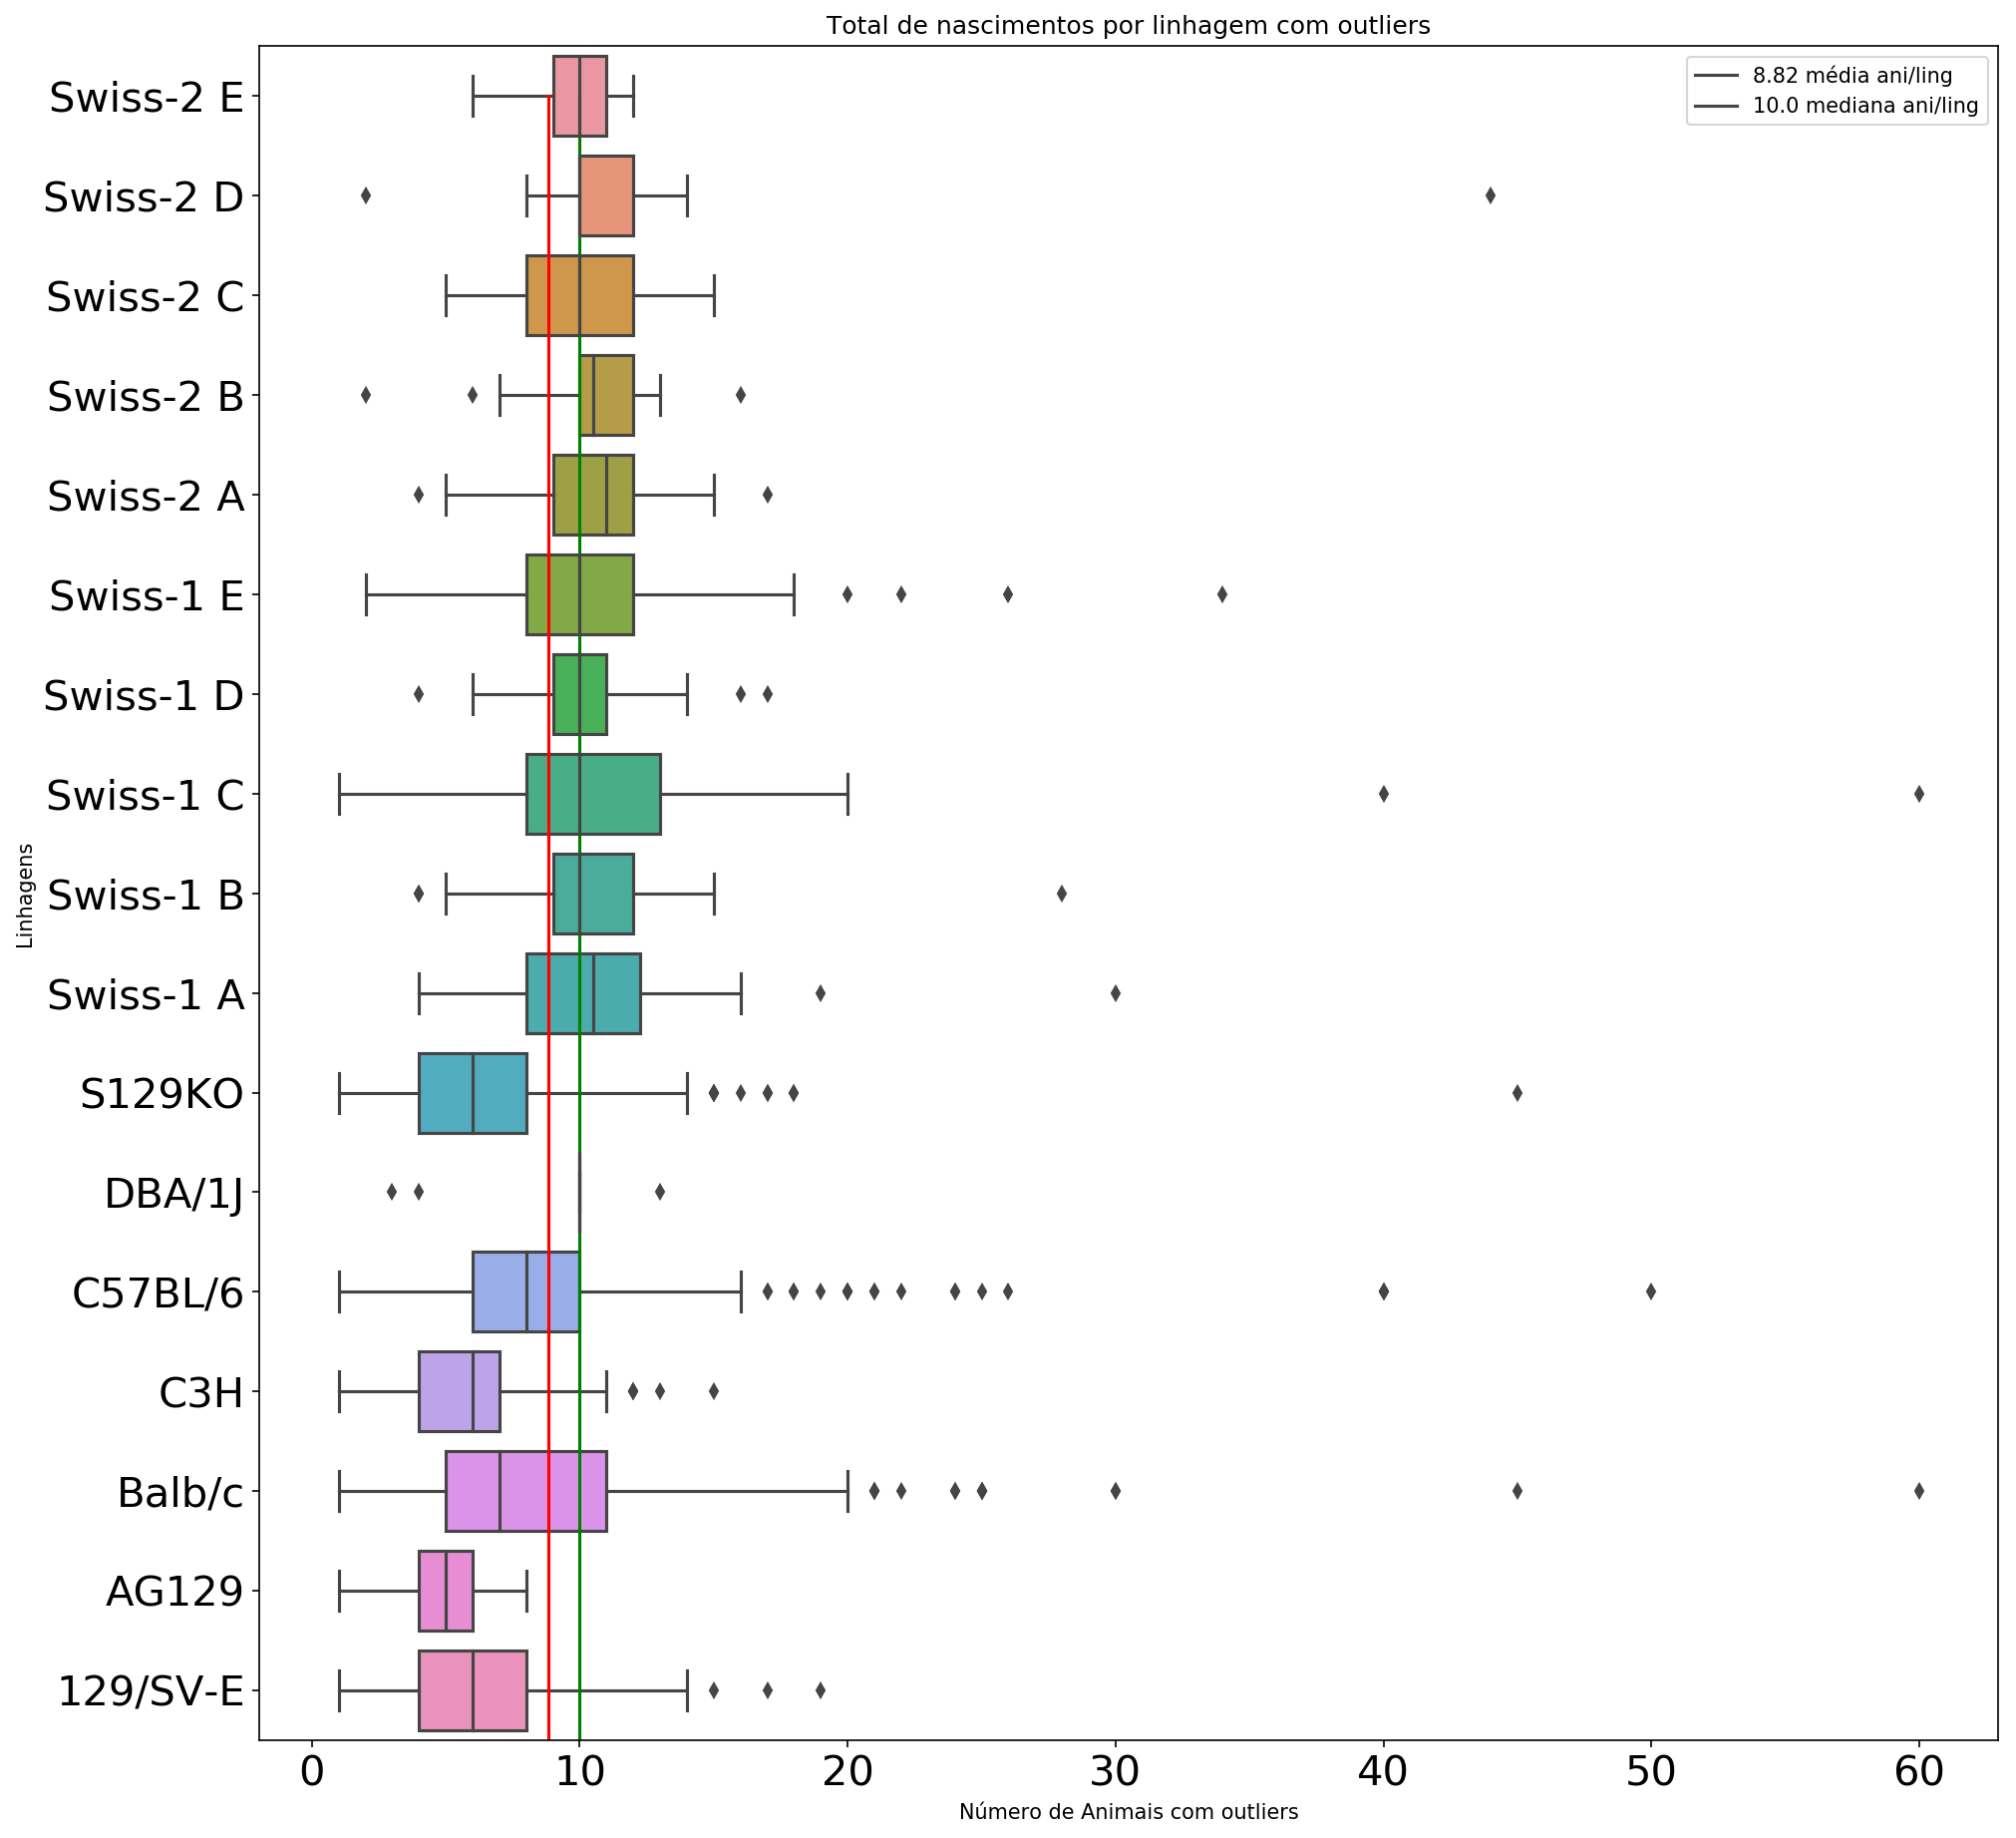 Total de nascimentos por linhagem com outliers
8.82 média ani/ling
10.0 mediana ani/ling
Linhagens
Swiss-2 E
Swiss-2 D
Swiss-2 C
Swiss-2 B
Swiss-2 A
Swiss-1 E
Swiss-1 D
Swiss-1 C
Swiss-1 B
Swiss-1 A
S129KO
DBA/1J
C57BL/6
C3H
Balb/c
AG129
129/SV-E
0 10 20 30 40 50 60
Número de Animais com outliers